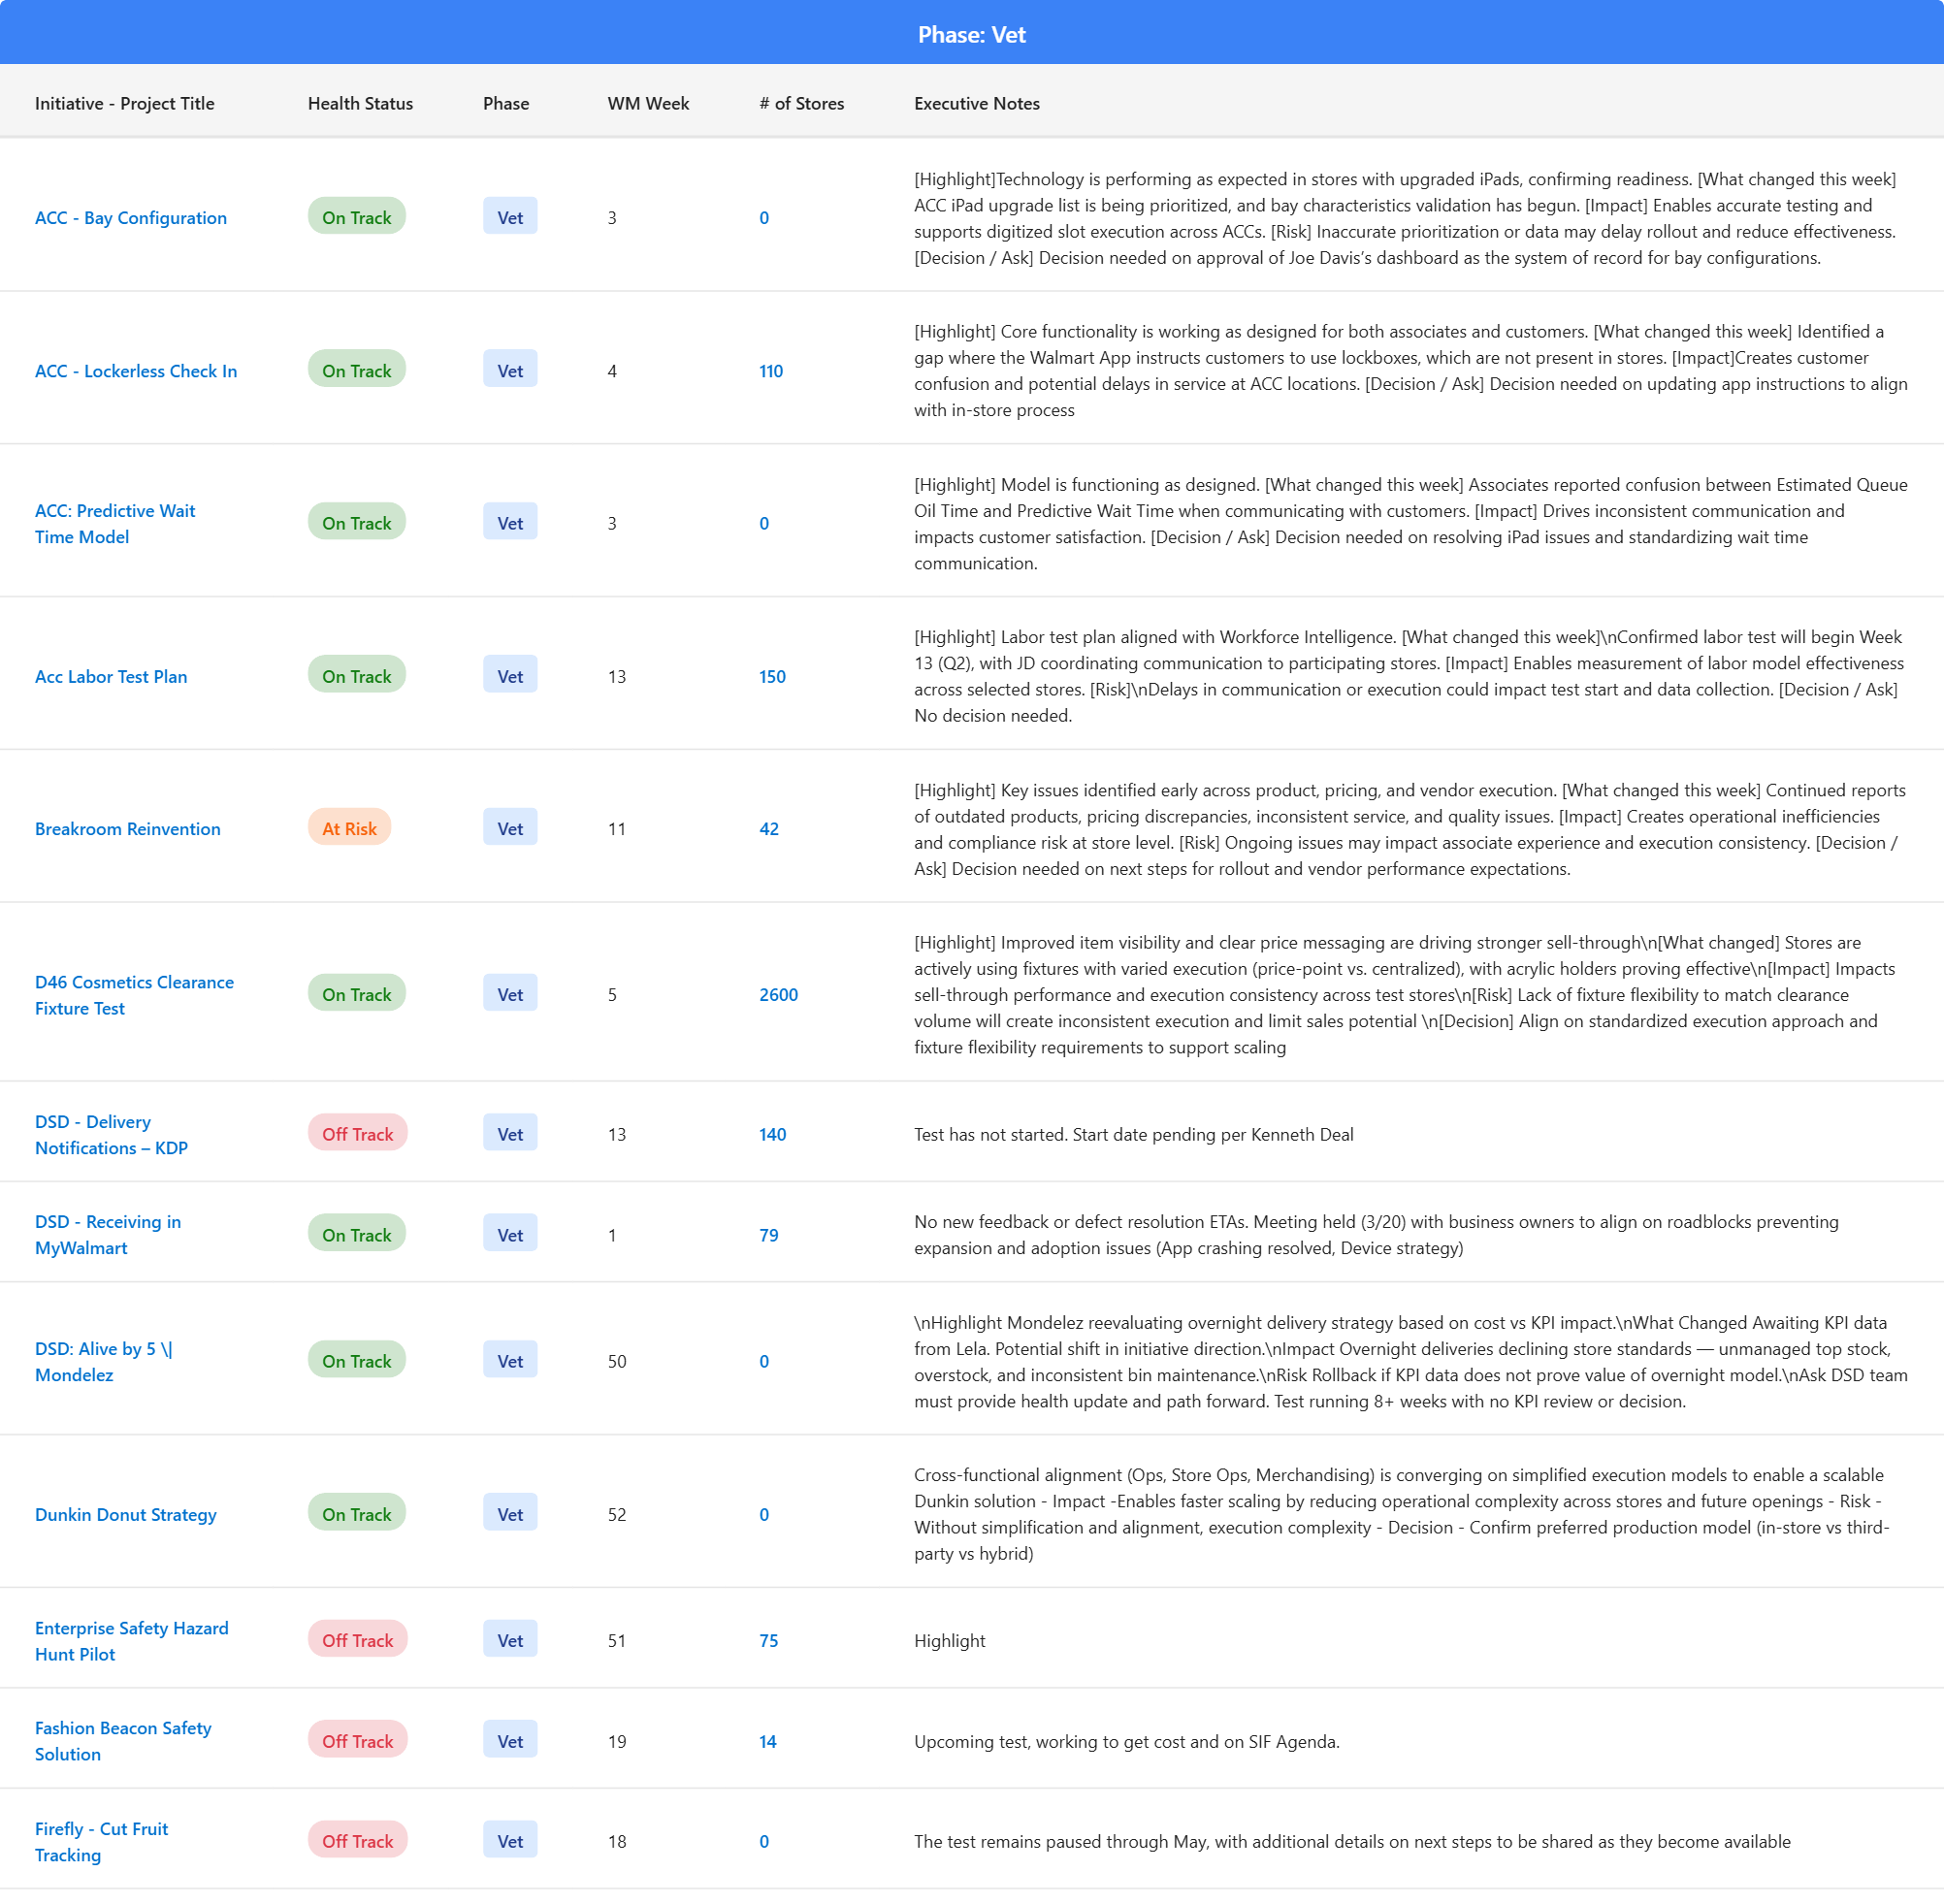 Phase: Vet
Initiative - Project Title Health Status Phase WM Week # of Stores Executive Notes
ACC - Bay Configuration On Track Vet 3 0
[Highlight]Technology is performing as expected in stores with upgraded iPads, confirming readiness. [What changed this week]
ACC iPad upgrade list is being prioritized, and bay characteristics validation has begun. [Impact] Enables accurate testing and
supports digitized slot execution across ACCs. [Risk] Inaccurate prioritization or data may delay rollout and reduce effectiveness.
[Decision / Ask] Decision needed on approval of Joe Davis’s dashboard as the system of record for bay configurations.
ACC - Lockerless Check In On Track Vet 4 110
[Highlight] Core functionality is working as designed for both associates and customers. [What changed this week] Identified a
gap where the Walmart App instructs customers to use lockboxes, which are not present in stores. [Impact]Creates customer
confusion and potential delays in service at ACC locations. [Decision / Ask] Decision needed on updating app instructions to align
with in-store process
ACC: Predictive Wait
Time Model On Track Vet 3 0
[Highlight] Model is functioning as designed. [What changed this week] Associates reported confusion between Estimated Queue
Oil Time and Predictive Wait Time when communicating with customers. [Impact] Drives inconsistent communication and
impacts customer satisfaction. [Decision / Ask] Decision needed on resolving iPad issues and standardizing wait time
communication.
Acc Labor Test Plan On Track Vet 13 150
[Highlight] Labor test plan aligned with Workforce Intelligence. [What changed this week]\nConfirmed labor test will begin Week
13 (Q2), with JD coordinating communication to participating stores. [Impact] Enables measurement of labor model effectiveness
across selected stores. [Risk]\nDelays in communication or execution could impact test start and data collection. [Decision / Ask]
No decision needed.
Breakroom Reinvention At Risk Vet 11 42
[Highlight] Key issues identified early across product, pricing, and vendor execution. [What changed this week] Continued reports
of outdated products, pricing discrepancies, inconsistent service, and quality issues. [Impact] Creates operational inefficiencies
and compliance risk at store level. [Risk] Ongoing issues may impact associate experience and execution consistency. [Decision /
Ask] Decision needed on next steps for rollout and vendor performance expectations.
D46 Cosmetics Clearance
Fixture Test On Track Vet 5 2600
[Highlight] Improved item visibility and clear price messaging are driving stronger sell-through\n[What changed] Stores are
actively using fixtures with varied execution (price-point vs. centralized), with acrylic holders proving effective\n[Impact] Impacts
sell-through performance and execution consistency across test stores\n[Risk] Lack of fixture flexibility to match clearance
volume will create inconsistent execution and limit sales potential \n[Decision] Align on standardized execution approach and
fixture flexibility requirements to support scaling
DSD - Delivery
Notifications – KDP Off Track Vet 13 140
Test has not started. Start date pending per Kenneth Deal
DSD - Receiving in
MyWalmart On Track Vet 1 79
No new feedback or defect resolution ETAs. Meeting held (3/20) with business owners to align on roadblocks preventing
expansion and adoption issues (App crashing resolved, Device strategy)
DSD: Alive by 5 \|
Mondelez On Track Vet 50 0
\nHighlight Mondelez reevaluating overnight delivery strategy based on cost vs KPI impact.\nWhat Changed Awaiting KPI data
from Lela. Potential shift in initiative direction.\nImpact Overnight deliveries declining store standards — unmanaged top stock,
overstock, and inconsistent bin maintenance.\nRisk Rollback if KPI data does not prove value of overnight model.\nAsk DSD team
must provide health update and path forward. Test running 8+ weeks with no KPI review or decision.
Dunkin Donut Strategy On Track Vet 52 0
Cross-functional alignment (Ops, Store Ops, Merchandising) is converging on simplified execution models to enable a scalable
Dunkin solution - Impact -Enables faster scaling by reducing operational complexity across stores and future openings - Risk -
Without simplification and alignment, execution complexity - Decision - Confirm preferred production model (in-store vs third-
party vs hybrid)
Enterprise Safety Hazard
Hunt Pilot Off Track Vet 51 75
Highlight
Fashion Beacon Safety
Solution Off Track Vet 19 14
Upcoming test, working to get cost and on SIF Agenda.
Firefly - Cut Fruit
Tracking Off Track Vet 18 0
The test remains paused through May, with additional details on next steps to be shared as they become available